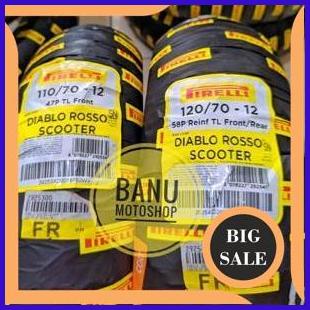 PIRELLI
110/70 - 12
47P TL Front
DIABLO ROSSO
SCOOTER
FR
PIRELLI
120/70 - 12
58P Reinf TL Front/Rear
DIABLO ROSSO
SCOOTER
FR
BANU
MOTOSHOP
BIG
SALE